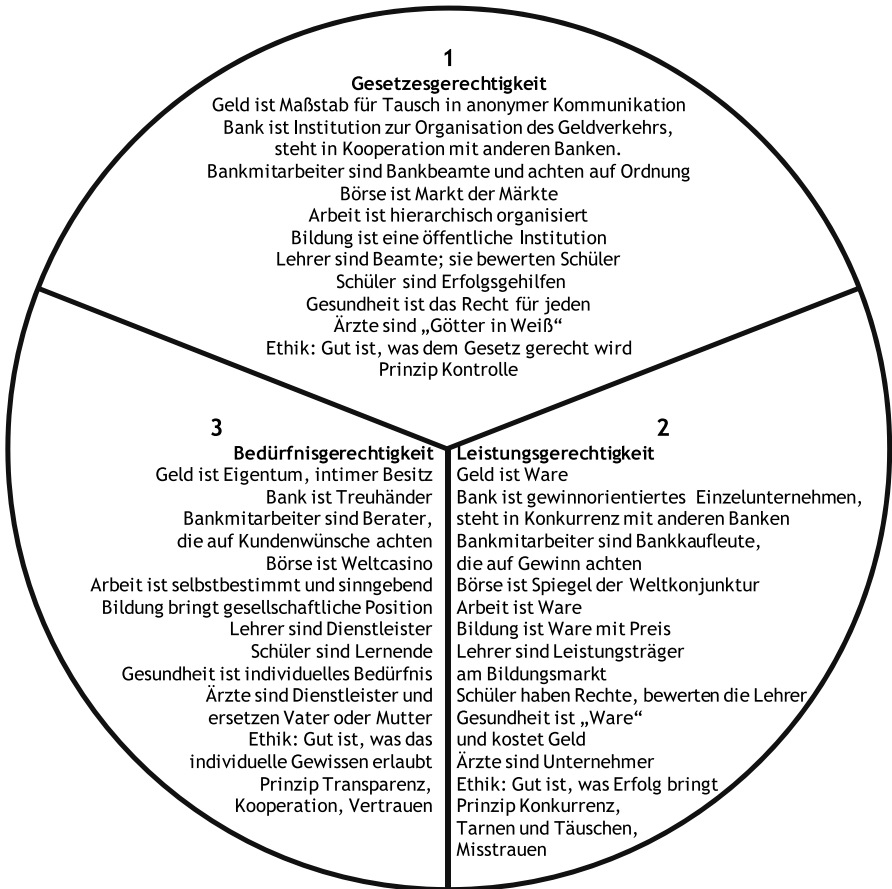 1
Gesetzesgerechtigkeit
Geld ist Maßstab für Tausch in anonymer Kommunikation
Bank ist Institution zur Organisation des Geldverkehrs,
steht in Kooperation mit anderen Banken.
Bankmitarbeiter sind Bankbeamte und achten auf Ordnung
Börse ist Markt der Märkte
Arbeit ist hierarchisch organisiert
Bildung ist eine öffentliche Institution
Lehrer sind Beamte; sie bewerten Schüler
Schüler sind Erfolgsgehilfen
Gesundheit ist das Recht für jeden
Ärzte sind „Götter in Weiß“
Ethik: Gut ist, was dem Gesetz gerecht wird
Prinzip Kontrolle
3
Bedürfnisgerechtigkeit
Geld ist Eigentum, intimer Besitz
Bank ist Treuhänder
Bankmitarbeiter sind Berater,
die auf Kundenwünsche achten
Börse ist Weltcasino
Arbeit ist selbstbestimmt und sinngebend
Bildung bringt gesellschaftliche Position
Lehrer sind Dienstleister
Schüler sind Lernende
Gesundheit ist individuelles Bedürfnis
Ärzte sind Dienstleister und
ersetzen Vater oder Mutter
Ethik: Gut ist, was das
individuelle Gewissen erlaubt
Prinzip Transparenz,
Kooperation, Vertrauen
2
Leistungsgerechtigkeit
Geld ist Ware
Bank ist gewinnorientiertes Einzelunternehmen,
steht in Konkurrenz mit anderen Banken
Bankmitarbeiter sind Bankkaufleute,
die auf Gewinn achten
Börse ist Spiegel der Weltkonjunktur
Arbeit ist Ware
Bildung ist Ware mit Preis
Lehrer sind Leistungsträger
am Bildungsmarkt
Schüler haben Rechte, bewerten die Lehrer
Gesundheit ist „Ware“
und kostet Geld
Ärzte sind Unternehmer
Ethik: Gut ist, was Erfolg bringt
Prinzip Konkurrenz,
Tarnen und Täuschen,
Misstrauen